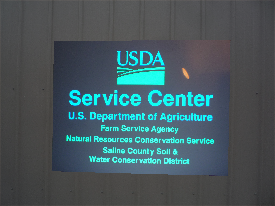 USDA
Service Center
U.S. Department of Agriculture
Farm Service Agency
Natural Resources Conservation Service
Saline County Soil &
Water Conservation District